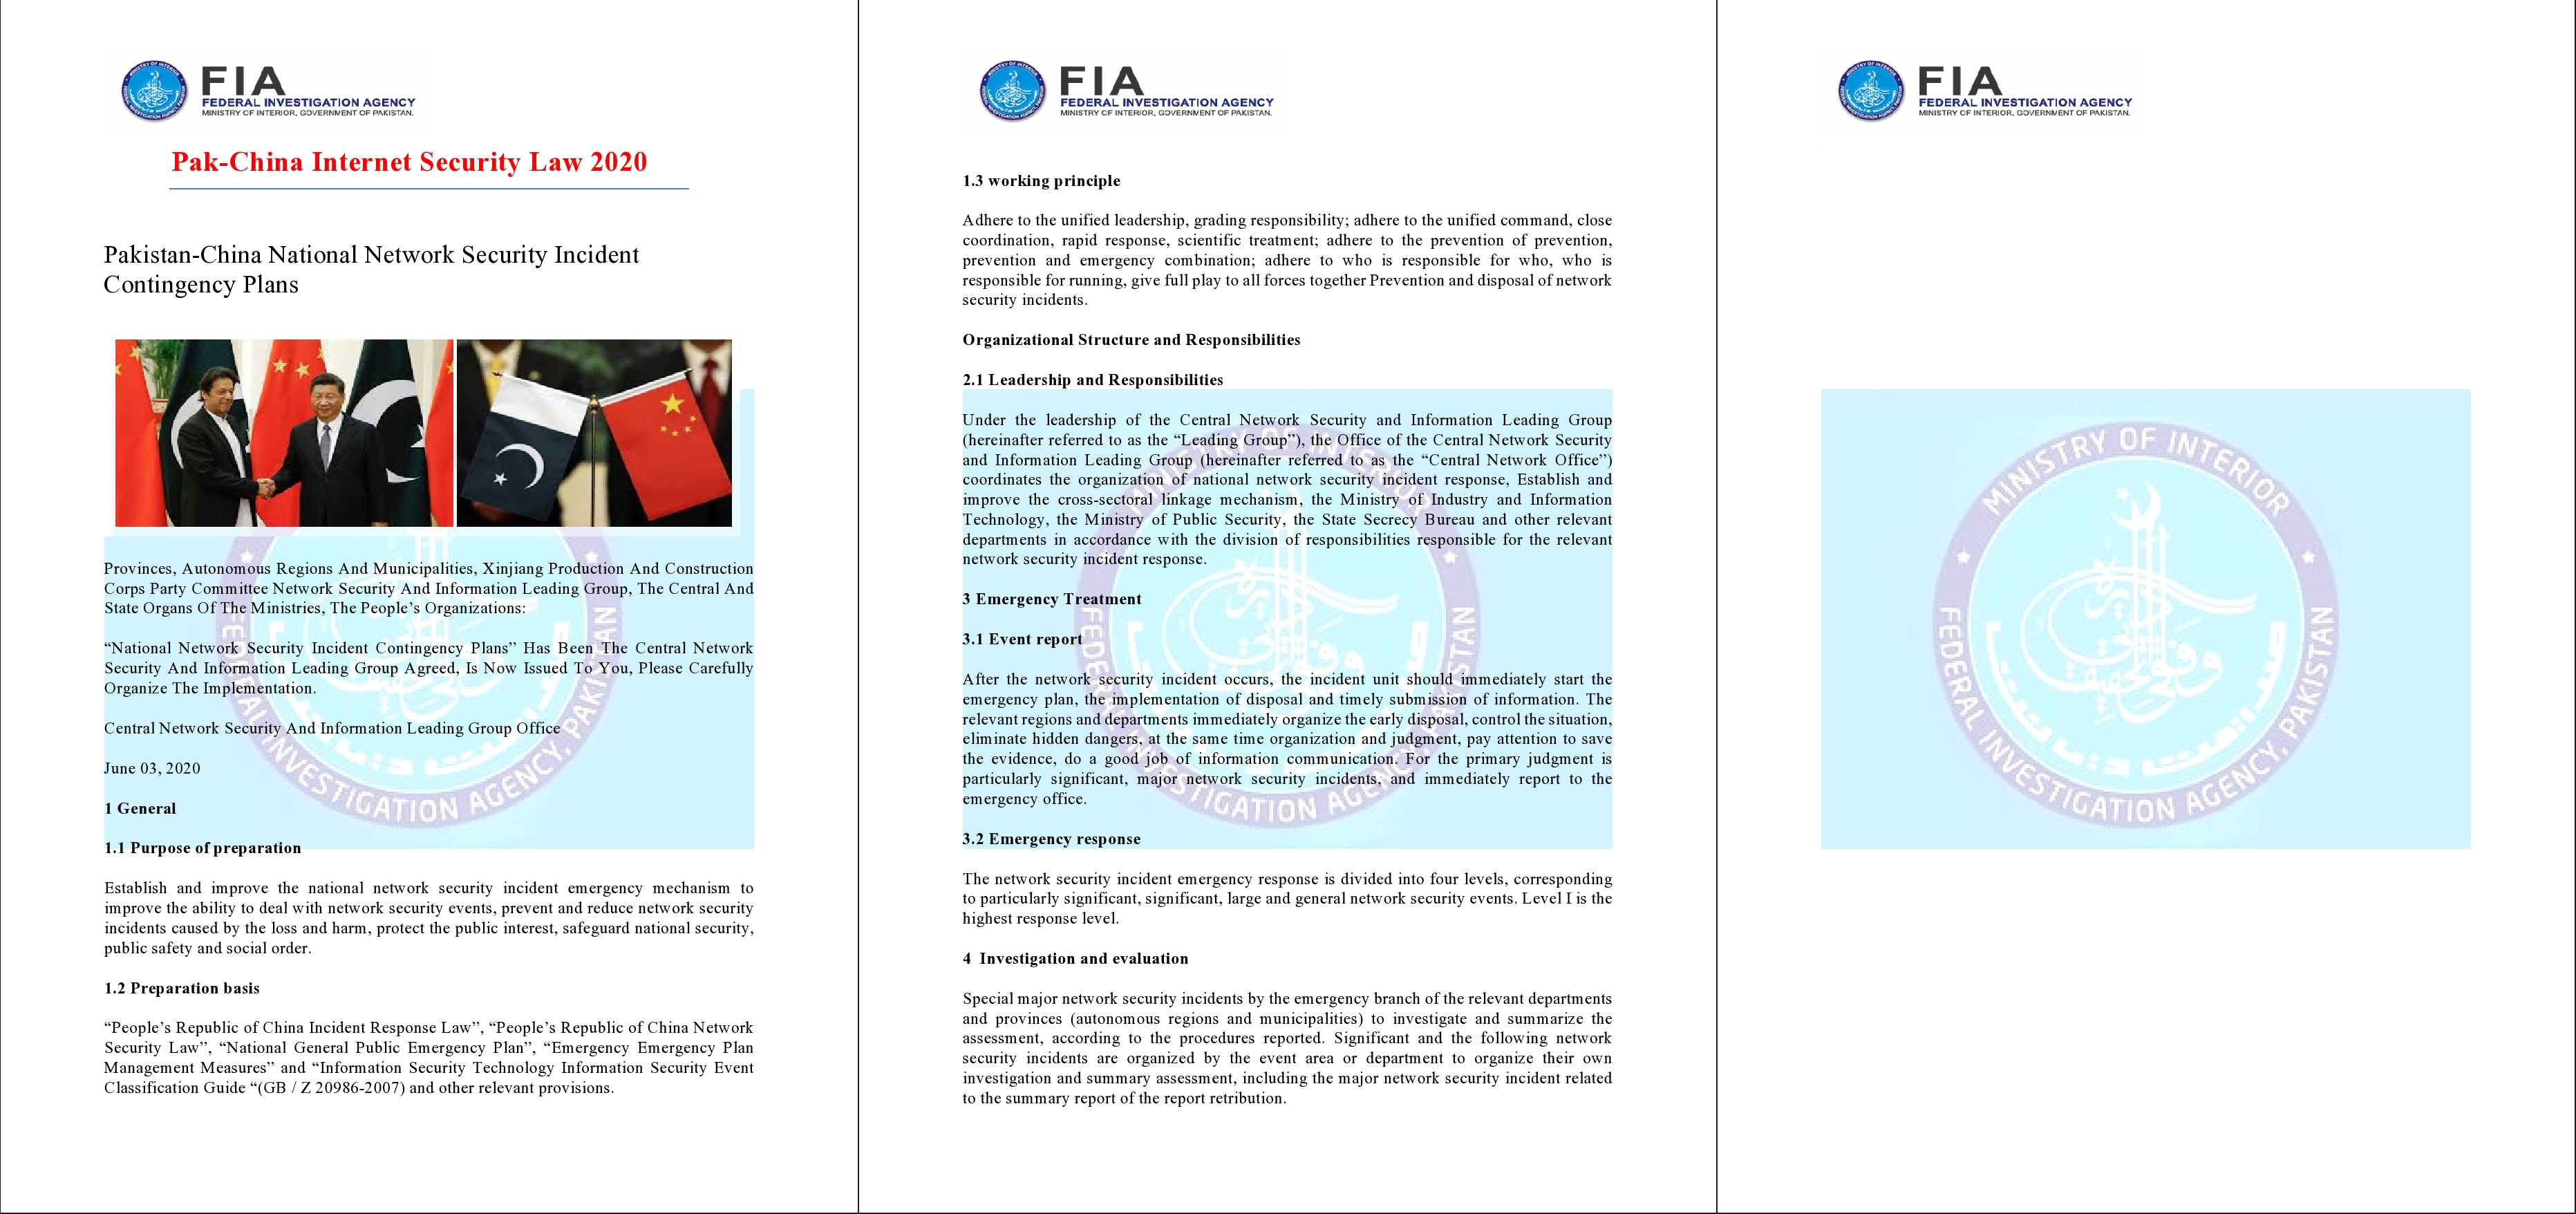 FIA
FEDERAL INVESTIGATION AGENCY
MINISTRY OF INTERIOR, GOVERNMENT OF PAKISTAN.
Pak-China Internet Security Law 2020
Pakistan-China National Network Security Incident
Contingency Plans
Provinces, Autonomous Regions And Municipalities, Xinjiang Production And Construction
Corps Party Committee Network Security And Information Leading Group, The Central And
State Organs Of The Ministries, The People’s Organizations:
“National Network Security Incident Contingency Plans” Has Been The Central Network
Security And Information Leading Group Agreed, Is Now Issued To You, Please Carefully
Organize The Implementation.
Central Network Security And Information Leading Group Office
June 03, 2020
1 General
1.1 Purpose of preparation
Establish and improve the national network security incident emergency mechanism to
improve the ability to deal with network security events, prevent and reduce network security
incidents caused by the loss and harm, protect the public interest, safeguard national security,
public safety and social order.
1.2 Preparation basis
“People’s Republic of China Incident Response Law”, “People’s Republic of China Network
Security Law”, “National General Public Emergency Plan”, “Emergency Emergency Plan
Management Measures” and “Information Security Technology Information Security Event
Classification Guide “(GB / Z 20986-2007) and other relevant provisions.
FIA
FEDERAL INVESTIGATION AGENCY
MINISTRY OF INTERIOR, GOVERNMENT OF PAKISTAN.
1.3 working principle
Adhere to the unified leadership, grading responsibility; adhere to the unified command, close
coordination, rapid response, scientific treatment; adhere to the prevention of prevention,
prevention and emergency combination; adhere to who is responsible for who, who is
responsible for running, give full play to all forces together Prevention and disposal of network
security incidents.
Organizational Structure and Responsibilities
2.1 Leadership and Responsibilities
Under the leadership of the Central Network Security and Information Leading Group
(hereinafter referred to as the “Leading Group”), the Office of the Central Network Security
and Information Leading Group (hereinafter referred to as the “Central Network Office”)
coordinates the organization of national network security incident response, Establish and
improve the cross-sectoral linkage mechanism, the Ministry of Industry and Information
Technology, the Ministry of Public Security, the State Secrecy Bureau and other relevant
departments in accordance with the division of responsibilities responsible for the relevant
network security incident response.
3 Emergency Treatment
3.1 Event report
After the network security incident occurs, the incident unit should immediately start the
emergency plan, the implementation of disposal and timely submission of information. The
relevant regions and departments immediately organize the early disposal, control the situation,
eliminate hidden dangers, at the same time organization and judgment, pay attention to save
the evidence, do a good job of information communication. For the primary judgment is
particularly significant, major network security incidents, and immediately report to the
emergency office.
3.2 Emergency response
The network security incident emergency response is divided into four levels, corresponding
to particularly significant, significant, large and general network security events. Level I is the
highest response level.
4 Investigation and evaluation
Special major network security incidents by the emergency branch of the relevant departments
and provinces (autonomous regions and municipalities) to investigate and summarize the
assessment, according to the procedures reported. Significant and the following network
security incidents are organized by the event area or department to organize their own
investigation and summary assessment, including the major network security incident related
to the summary report of the report retribution.
FIA
FEDERAL INVESTIGATION AGENCY
MINISTRY OF INTERIOR, GOVERNMENT OF PAKISTAN.
MINISTRY OF INTERIOR
FEDERAL INVESTIGATION AGENCY, PAKISTAN